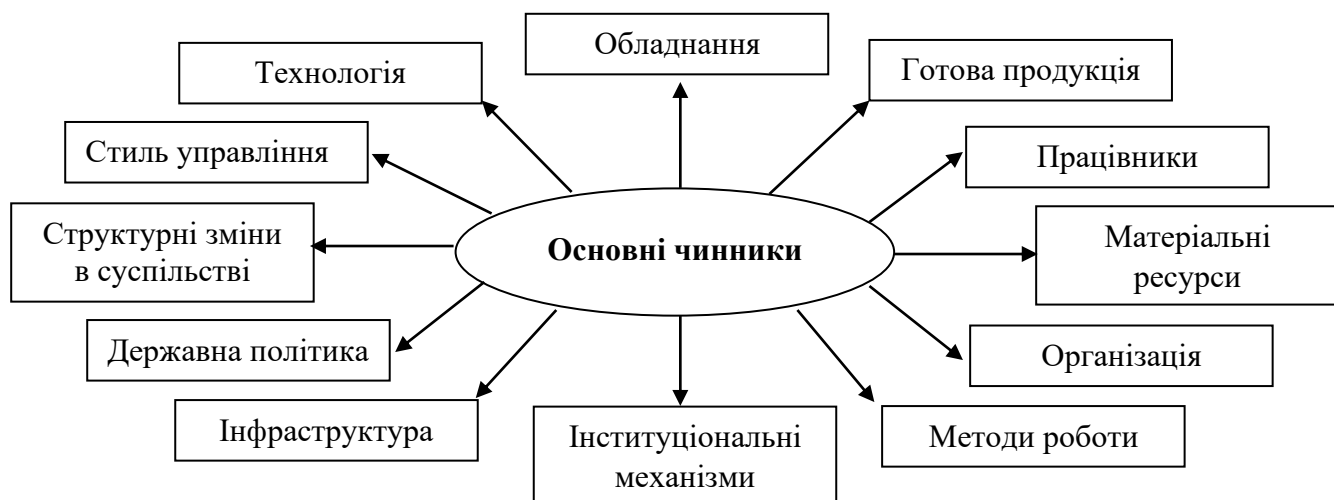 Обладнання
Технологія
Готова продукція
Стиль управління
Працівники
Структурні зміни
в суспільстві
Основні чинники
Матеріальні
ресурси
Державна політика
Організація
Інфраструктура
Інституціональні
механізми
Методи роботи